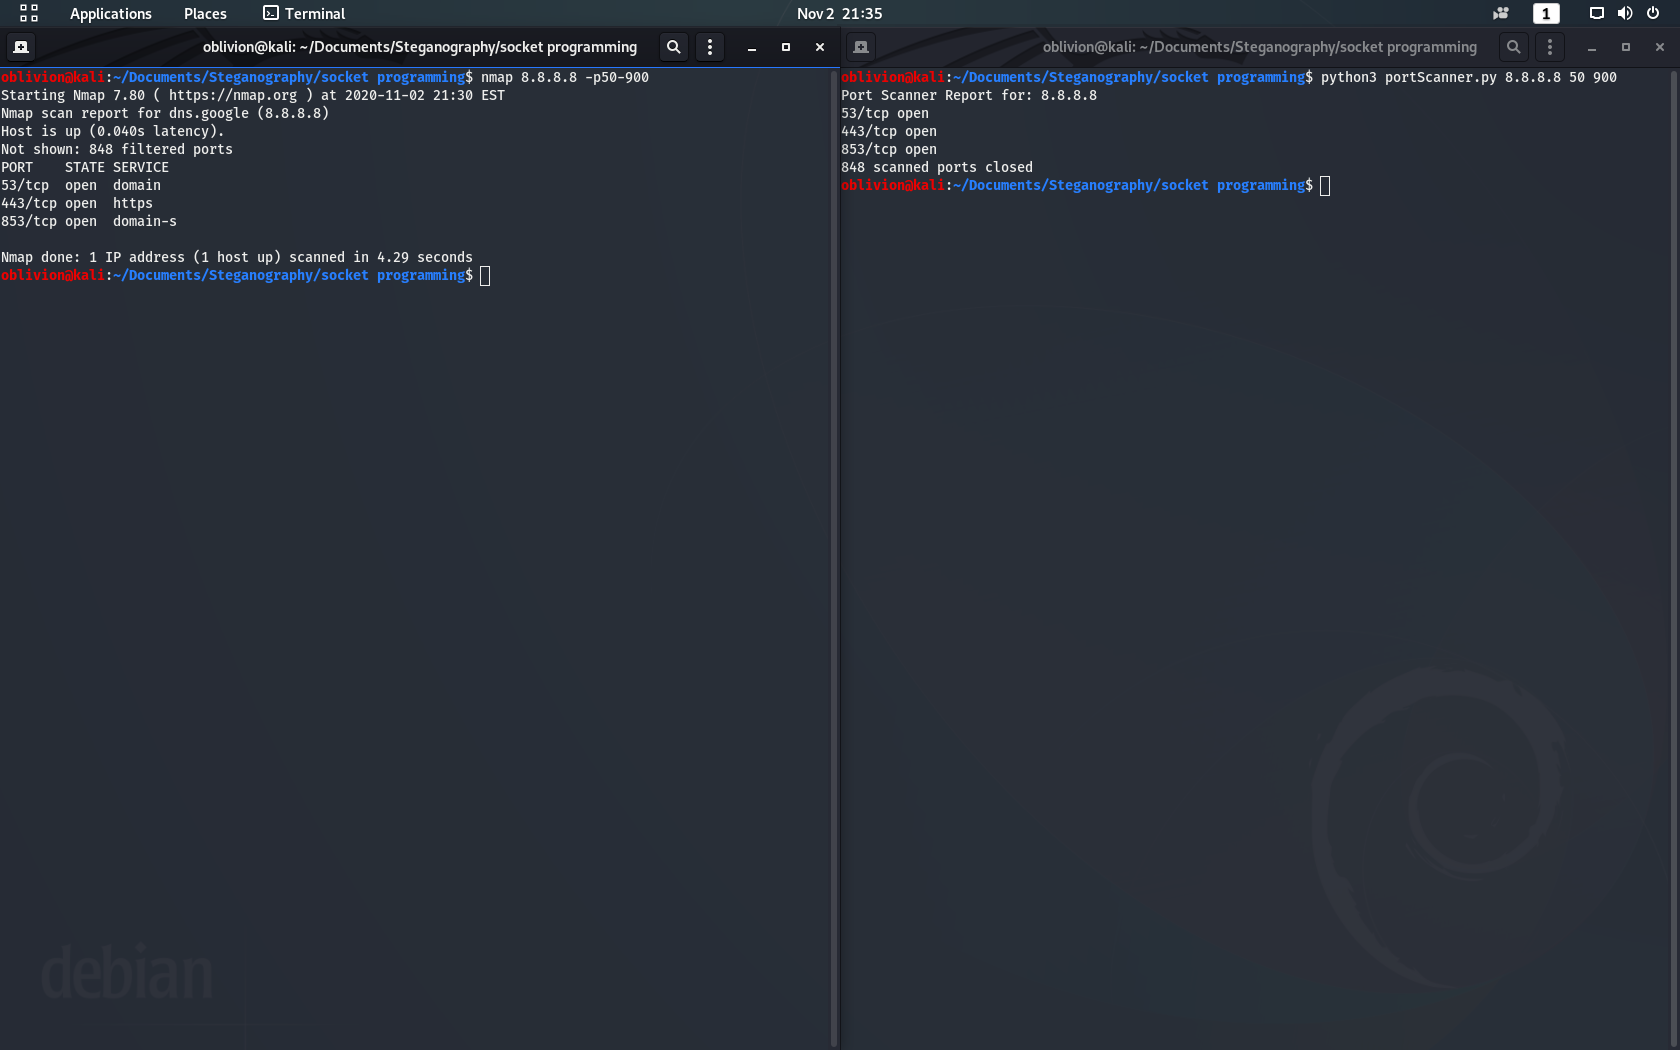 Applications Places Terminal Nov 2 21:35 1
oblivion@kali: ~/Documents/Steganography/socket programming
oblivion@kali:~/Documents/Steganography/socket programming$ nmap 8.8.8.8 -p50-900
Starting Nmap 7.80 ( https://nmap.org ) at 2020-11-02 21:30 EST
Nmap scan report for dns.google (8.8.8.8)
Host is up (0.040s latency).
Not shown: 848 filtered ports
PORT    STATE SERVICE
53/tcp  open  domain
443/tcp open  https
853/tcp open  domain-s
Nmap done: 1 IP address (1 host up) scanned in 4.29 seconds
oblivion@kali:~/Documents/Steganography/socket programming$
debian
oblivion@kali: ~/Documents/Steganography/socket programming
oblivion@kali:~/Documents/Steganography/socket programming$ python3 portScanner.py 8.8.8.8 50 900
Port Scanner Report for: 8.8.8.8
53/tcp open
443/tcp open
853/tcp open
848 scanned ports closed
oblivion@kali:~/Documents/Steganography/socket programming$